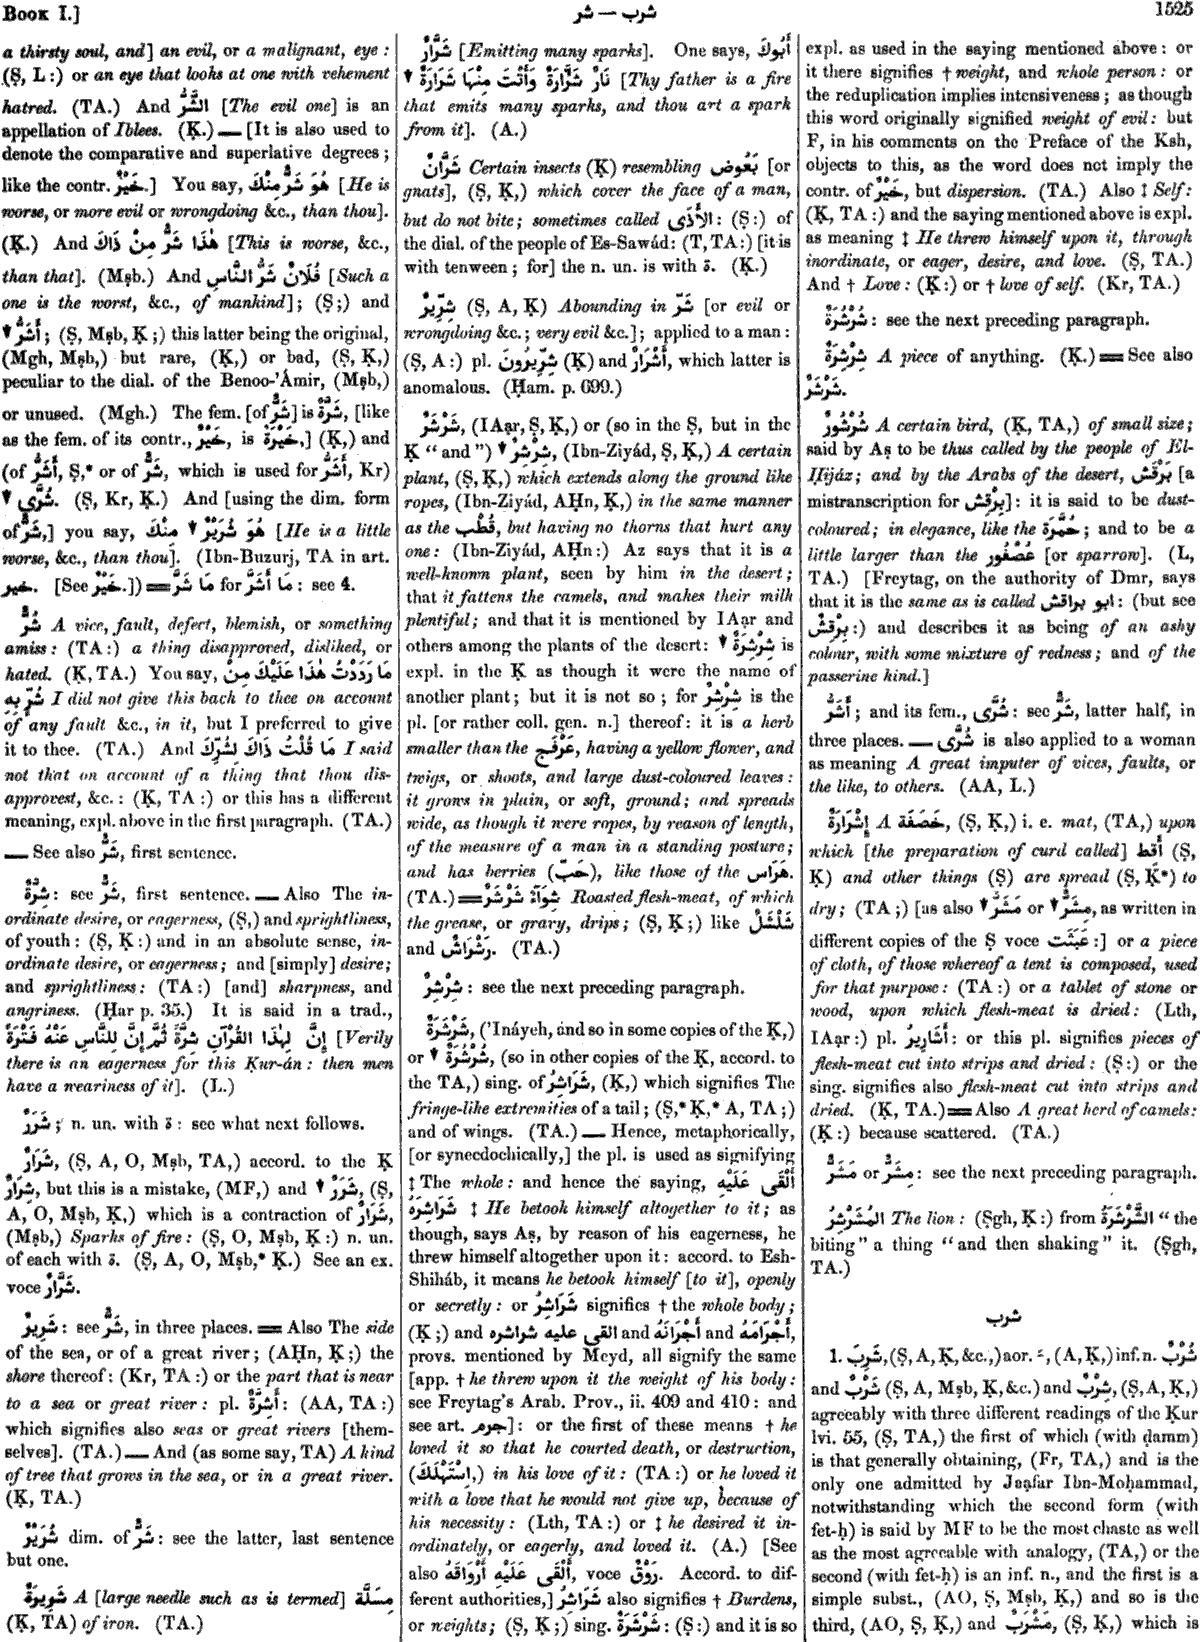 Book I.]
شرب — شر
1525
a thirsty soul, and] an evil, or a malignant, eye :
(Ṣ, L :) or an eye that looks at one with vehement
hatred. (TA.) And الشَّرُّ [The evil one] is an
appellation of Iblees. (Ḳ.) — [It is also used to
denote the comparative and superlative degrees ;
like the contr. خَيْرٌ.] You say, هُوَ شَرٌّ مِنْكَ [He is
worse, or more evil or wrongdoing &c., than thou].
(Ḳ.) And هٰذَا شَرٌّ مِنْ ذَاكَ [This is worse, &c.,
than that]. (Mṣb.) And فُلَانٌ شَرُّ النَّاسِ [Such a
one is the worst, &c., of mankind] ; (Ṣ ;) and
▼ أَشَرُّ ; (Ṣ, Mṣb, Ḳ ;) this latter being the original,
(Mgh, Mṣb,) but rare, (Ḳ,) or bad, (Ṣ, Ḳ,)
peculiar to the dial. of the Benoo-'Ámir, (Mṣb,)
or unused. (Mgh.) The fem. [of شَرٌّ] is شَرَّةٌ, [like
as the fem. of its contr., خَيْرٌ, is خَيْرَةٌ,] (Ḳ,) and
(of أَشَرُّ, Ṣ,* or of شَرٌّ, which is used for أَشَرُّ, Kr)
▼ شُرَّى. (Ṣ, Kr, Ḳ.) And [using the dim. form
of شَرٌّ,] you say, هُوَ شُرَيْرٌ ▼ مِنْكَ [He is a little
worse, &c., than thou]. (Ibn-Buzurj, TA in art.
خير. [See خَيْرٌ.]) ═ مَا شَرَّ for مَا أَشَرَّ : see 4.
شُرٌّ A vice, fault, defect, blemish, or something
amiss : (TA :) a thing disapproved, disliked, or
hated. (Ḳ, TA.) You say, مَا رَدَدْتُ هٰذَا عَلَيْكَ مِنْ
شُرٍّ بِهِ I did not give this back to thee on account
of any fault &c., in it, but I preferred to give
it to thee. (TA.) And مَا قُلْتُ ذَاكَ لِشُرِّكَ I said
not that on account of a thing that thou dis-
approvest, &c. : (Ḳ, TA :) or this has a different
meaning, expl. above in the first paragraph. (TA.)
— See also شَرٌّ, first sentence.
شِرَّةٌ : see شَرٌّ, first sentence. — Also The in-
ordinate desire, or eagerness, (Ṣ,) and sprightliness,
of youth : (Ṣ, Ḳ :) and in an absolute sense, in-
ordinate desire, or eagerness ; and [simply] desire ;
and sprightliness : (TA :) [and] sharpness, and
angriness. (Ḥar p. 35.) It is said in a trad.,
إِنَّ لِهٰذَا القُرْآنِ شِرَّةً ثُمَّ إِنَّ لِلنَّاسِ عَنْهُ فَتْرَةً [Verily
there is an eagerness for this Kur-án : then men
have a weariness of it]. (L.)
شَرَرٌ ; n. un. with ة : see what next follows.
شَرَارٌ, (Ṣ, A, O, Mṣb, TA,) accord. to the Ḳ
شِرَارٌ, but this is a mistake, (MF,) and ▼ شَرَرٌ, (Ṣ,
A, O, Mṣb, Ḳ,) which is a contraction of شَرَارٌ,
(Mṣb,) Sparks of fire : (Ṣ, O, Mṣb, Ḳ :) n. un.
of each with ة. (Ṣ, A, O, Mṣb,* Ḳ.) See an ex.
voce شَرَّارٌ.
شَرِيرٌ : see شَرٌّ, in three places. ═ Also The side
of the sea, or of a great river ; (AḤn, Ḳ ;) the
shore thereof : (Kr, TA :) or the part that is near
to a sea or great river : pl. أَشِرَّةٌ : (AA, TA :)
which signifies also seas or great rivers [them-
selves]. (TA.) — And (as some say, TA) A kind
of tree that grows in the sea, or in a great river.
(Ḳ, TA.)
شُرَيْرٌ dim. of شَرٌّ : see the latter, last sentence
but one.
شَرِيرَةٌ A [large needle such as is termed] مِسَلَّة
(Ḳ, TA) of iron. (TA.)
شَرَّارٌ [Emitting many sparks]. One says, أَبُوكَ
نَارٌ شَرَّارَةٌ وَأَنْتَ مِنْهَا شَرَارَةٌ ▼ [Thy father is a fire
that emits many sparks, and thou art a spark
from it]. (A.)
شَرَّانٌ Certain insects (Ḳ) resembling بَعُوض [or
gnats], (Ṣ, Ḳ,) which cover the face of a man,
but do not bite ; sometimes called الأَذَى : (Ṣ :) of
the dial. of the people of Es-Sawád : (T, TA :) [it is
with tenween ; for] the n. un. is with ة. (Ḳ.)
شِرِّيرٌ (Ṣ, A, Ḳ) Abounding in شَرّ [or evil or
wrongdoing &c. ; very evil &c.] ; applied to a man :
(Ṣ, A :) pl. شِرِّيرُونَ (Ḳ) and أَشْرَارٌ, which latter is
anomalous. (Ḥam. p. 699.)
شَرْشَرٌ, (IAạr, Ṣ, Ḳ,) or (so in the Ṣ, but in the
Ḳ “ and ”) ▼ شِرْشِرٌ, (Ibn-Ziyád, Ṣ, Ḳ,) A certain
plant, (Ṣ, Ḳ,) which extends along the ground like
ropes, (Ibn-Ziyád, AḤn, Ḳ,) in the same manner
as the قُطْب, but having no thorns that hurt any
one : (Ibn-Ziyád, AḤn :) Az says that it is a
well-known plant, seen by him in the desert ;
that it fattens the camels, and makes their milk
plentiful ; and that it is mentioned by IAạr and
others among the plants of the desert : ▼ شِرْشِرَةٌ is
expl. in the Ḳ as though it were the name of
another plant ; but it is not so ; for شِرْشِرٌ is the
pl. [or rather coll. gen. n.] thereof : it is a herb
smaller than the عَرْفَج, having a yellow flower, and
twigs, or shoots, and large dust-coloured leaves :
it grows in plain, or soft, ground ; and spreads
wide, as though it were ropes, by reason of length,
of the measure of a man in a standing posture ;
and has berries (حَبّ), like those of the هَرَاس.
(TA.) ═ شِوَآءٌ شَرْشَرٌ Roasted flesh-meat, of which
the grease, or gravy, drips ; (Ṣ, Ḳ ;) like شَلْشَلٌ
and رَشْرَاشٌ. (TA.)
شِرْشِرٌ : see the next preceding paragraph.
شَرْشَرَةٌ, ('Ináyeh, and so in some copies of the Ḳ,)
or ▼ شُرْشُرَةٌ, (so in other copies of the Ḳ, accord. to
the TA,) sing. of شَرَاشِرُ, (Ḳ,) which signifies The
fringe-like extremities of a tail ; (Ṣ,* Ḳ,* A, TA ;)
and of wings. (TA.) — Hence, metaphorically,
[or synecdochically,] the pl. is used as signifying
‡ The whole : and hence the saying, أَلْقَى عَلَيْهِ
شَرَاشِرَهُ ‡ He betook himself altogether to it ; as
though, says Aṣ, by reason of his eagerness, he
threw himself altogether upon it : accord. to Esh-
Shiháb, it means he betook himself [to it], openly
or secretly : or شَرَاشِرُ signifies † the whole body ;
(Ḳ ;) and القى عليه شراشره and أَجْرَانَهُ and أَجْرَامَهُ,
provs. mentioned by Meyd, all signify the same
[app. † he threw upon it the weight of his body :
see Freytag's Arab. Prov., ii. 409 and 410 : and
see art. جرم] : or the first of these means † he
loved it so that he courted death, or destruction,
(اِسْتَهْلَكَ,) in his love of it : (TA :) or he loved it
with a love that he would not give up, because of
his necessity : (Lth, TA :) or ‡ he desired it in-
ordinately, or eagerly, and loved it. (A.) [See
also أَلْقَى عَلَيْهِ أَرْوَاقَهُ, voce رَوْقٌ. Accord. to dif-
ferent authorities,] شَرَاشِرُ also signifies † Burdens,
or weights ; (Ṣ, Ḳ ;) sing. شَرْشَرَةٌ : (Ṣ :) and it is so
expl. as used in the saying mentioned above : or
it there signifies † weight, and whole person : or
the reduplication implies intensiveness ; as though
this word originally signified weight of evil : but
F, in his comments on the Preface of the Ksh,
objects to this, as the word does not imply the
contr. of خَيْرٌ, but dispersion. (TA.) Also ‡ Self :
(Ḳ, TA :) and the saying mentioned above is expl.
as meaning ‡ He threw himself upon it, through
inordinate, or eager, desire, and love. (Ṣ, TA.)
And † Love : (Ḳ :) or † love of self. (Kr, TA.)
شُرْشُرَةٌ : see the next preceding paragraph.
شِرْشِرَةٌ A piece of anything. (Ḳ.) ═ See also
شَرْشَرٌ.
شُرْشُورٌ A certain bird, (Ḳ, TA,) of small size ;
said by Aṣ to be thus called by the people of El-
Ḥijáz ; and by the Arabs of the desert, بَرْقَش [a
mistranscription for بِرْقِش] : it is said to be dust-
coloured ; in elegance, like the حُمَّرَة ; and to be a
little larger than the عُصْفُور [or sparrow]. (L,
TA.) [Freytag, on the authority of Dmr, says
that it is the same as is called ابو براقش : (but see
بِرْقِشٌ :) and describes it as being of an ashy
colour, with some mixture of redness ; and of the
passerine kind.]
أَشَرُّ ; and its fem., شُرَّى : see شَرٌّ, latter half, in
three places. — شُرَّى is also applied to a woman
as meaning A great imputer of vices, faults, or
the like, to others. (AA, L.)
إِشْرَارَةٌ A خَصَفَة, (Ṣ, Ḳ,) i. e. mat, (TA,) upon
which [the preparation of curd called] أَقِط (Ṣ,
Ḳ) and other things (Ṣ) are spread (Ṣ, Ḳ*) to
dry ; (TA ;) [as also ▼ مَشَرٌّ or ▼ مِشَرٌّ, as written in
different copies of the Ṣ voce عَبَثَت :] or a piece
of cloth, of those whereof a tent is composed, used
for that purpose : (TA :) or a tablet of stone or
wood, upon which flesh-meat is dried : (Lth,
IAạr :) pl. أَشَارِيرُ : or this pl. signifies pieces of
flesh-meat cut into strips and dried : (Ṣ :) or the
sing. signifies also flesh-meat cut into strips and
dried. (Ḳ, TA.) ═ Also A great herd of camels :
(Ḳ :) because scattered. (TA.)
مَشَرٌّ or مِشَرٌّ : see the next preceding paragraph.
المُشَرْشِرُ The lion : (Ṣgh, Ḳ :) from الشَّرْشَرَةُ “ the
biting ” a thing “ and then shaking ” it. (Ṣgh,
TA.)
شرب
1. شَرِبَ, (Ṣ, A, Ḳ, &c.,) aor. ـَ, (A, Ḳ,) inf. n. شُرْبٌ
and شَرْبٌ (Ṣ, A, Mṣb, Ḳ, &c.) and شِرْبٌ, (Ṣ, A, Ḳ,)
agreeably with three different readings of the Kur
lvi. 55, (Ṣ, TA,) the first of which (with ḍamm)
is that generally obtaining, (Fr, TA,) and is the
only one admitted by Jaạfar Ibn-Moḥammad,
notwithstanding which the second form (with
fet-ḥ) is said by MF to be the most chaste as well
as the most agreeable with analogy, (TA,) or the
second (with fet-ḥ) is an inf. n., and the first is a
simple subst., (AO, Ṣ, Mṣb, Ḳ,) and so is the
third, (AO, Ṣ, Ḳ,) and مَشْرَبٌ, (Ṣ, Ḳ,) which is